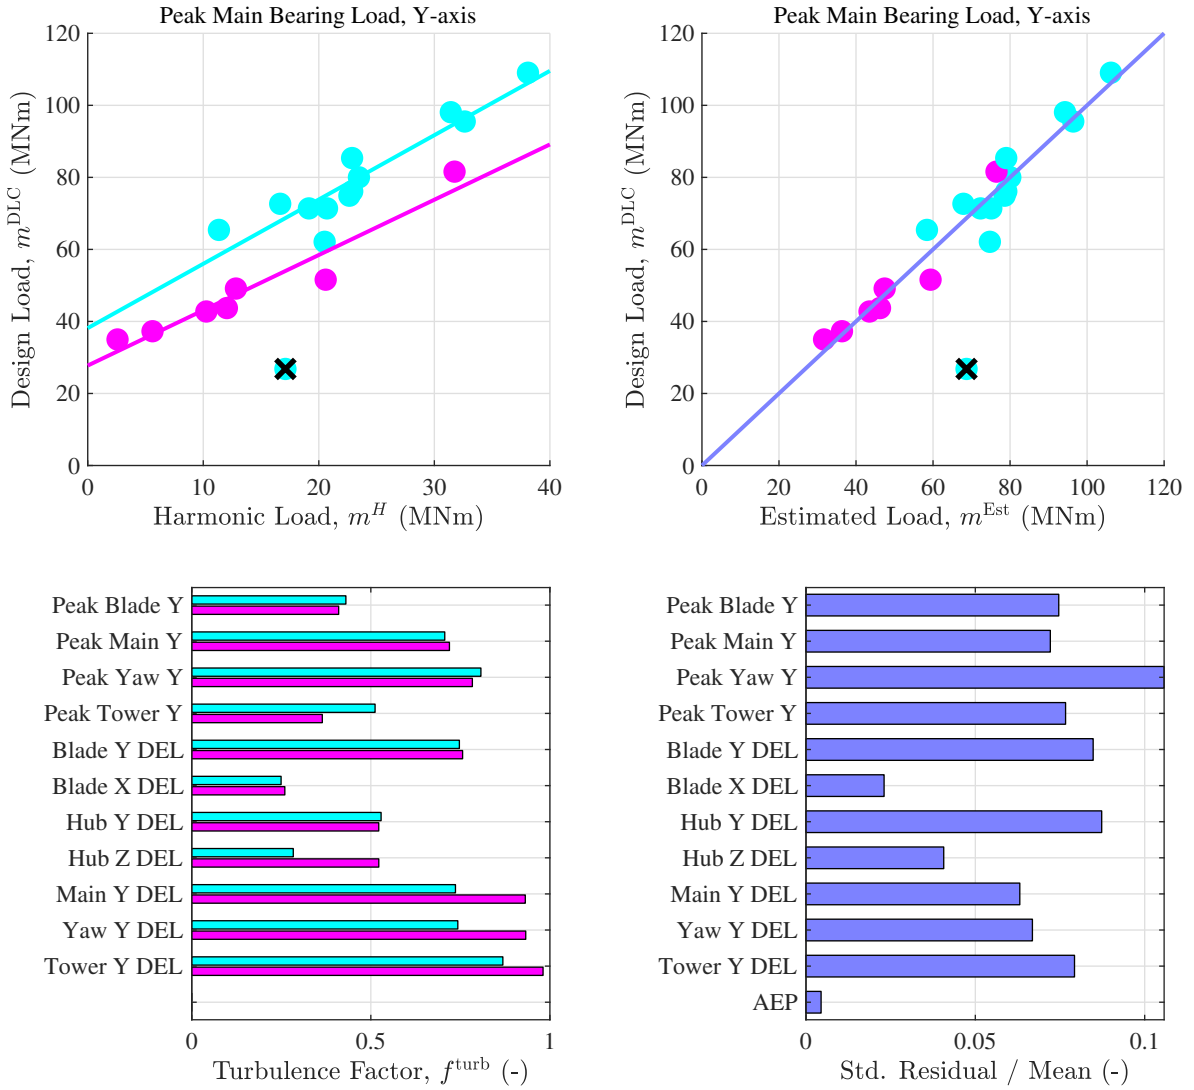 Peak Main Bearing Load, Y-axis
120
100
80
60
40
20
0
Design Load, m^DLC (MNm)
0 10 20 30 40
Harmonic Load, m^H (MNm)
Peak Main Bearing Load, Y-axis
120
100
80
60
40
20
0
Design Load, m^DLC (MNm)
0 20 40 60 80 100 120
Estimated Load, m^Est (MNm)
Peak Blade Y
Peak Main Y
Peak Yaw Y
Peak Tower Y
Blade Y DEL
Blade X DEL
Hub Y DEL
Hub Z DEL
Main Y DEL
Yaw Y DEL
Tower Y DEL
0 0.5 1
Turbulence Factor, f^turb (-)
Peak Blade Y
Peak Main Y
Peak Yaw Y
Peak Tower Y
Blade Y DEL
Blade X DEL
Hub Y DEL
Hub Z DEL
Main Y DEL
Yaw Y DEL
Tower Y DEL
AEP
0 0.05 0.1
Std. Residual / Mean (-)